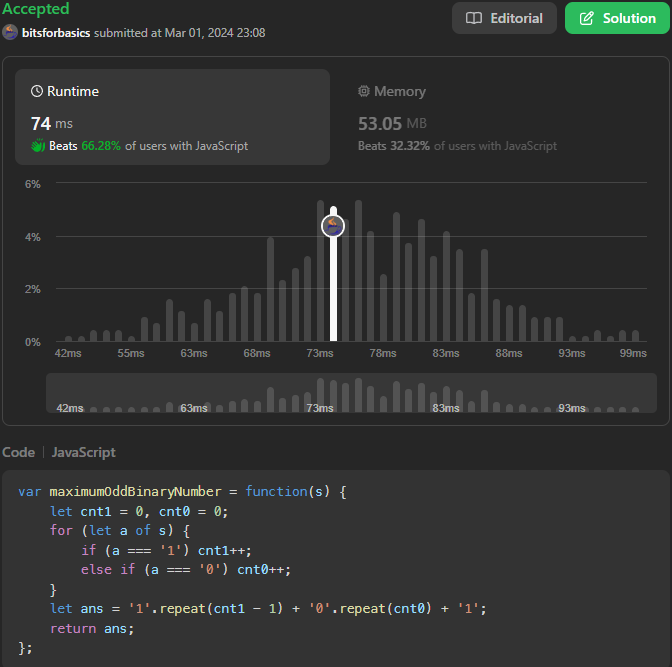 Accepted
Editorial
Solution
bitsforbasics submitted at Mar 01, 2024 23:08
Runtime
74 ms
Beats 66.28% of users with JavaScript
Memory
53.05 MB
Beats 32.32% of users with JavaScript
6%
4%
2%
0%
42ms 55ms 63ms 68ms 73ms 78ms 83ms 88ms 93ms 99ms
42ms 63ms 73ms 83ms 93ms
Code | JavaScript
var maximumOddBinaryNumber = function(s) {
    let cnt1 = 0, cnt0 = 0;
    for (let a of s) {
        if (a === '1') cnt1++;
        else if (a === '0') cnt0++;
    }
    let ans = '1'.repeat(cnt1 - 1) + '0'.repeat(cnt0) + '1';
    return ans;
};